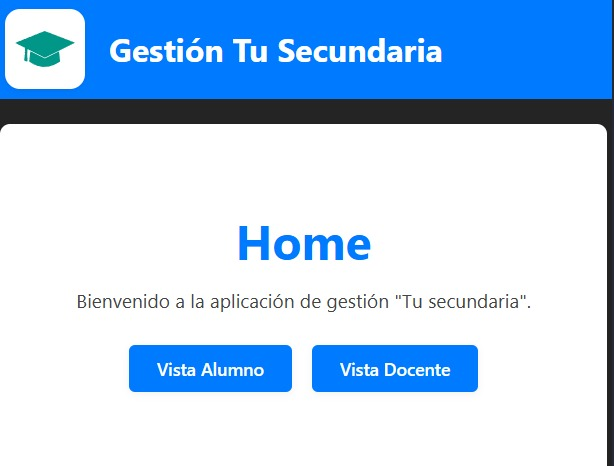 Gestión Tu Secundaria
Home
Bienvenido a la aplicación de gestión "Tu secundaria".
Vista Alumno
Vista Docente